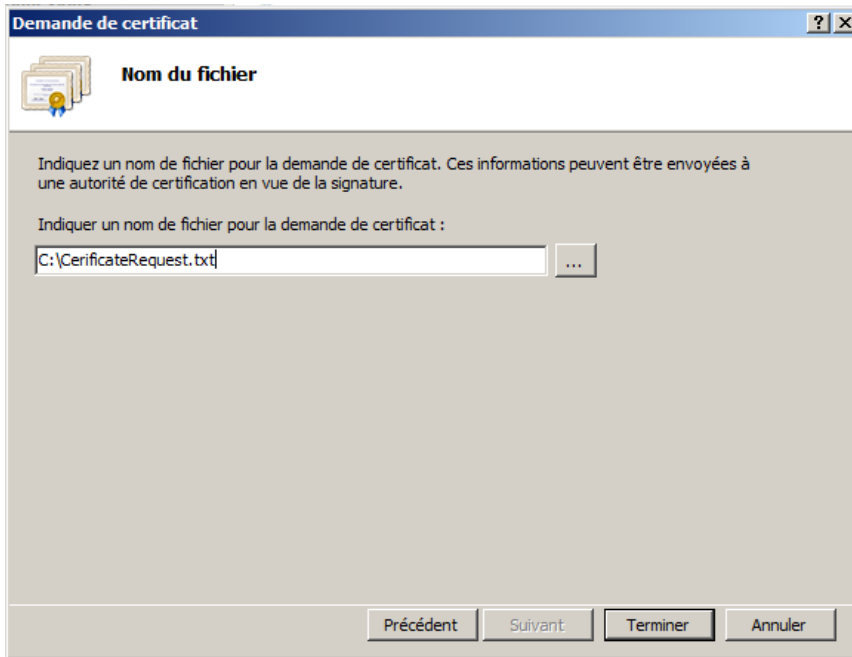 Demande de certificat
Nom du fichier
Indiquez un nom de fichier pour la demande de certificat. Ces informations peuvent être envoyées à
une autorité de certification en vue de la signature.
Indiquer un nom de fichier pour la demande de certificat :
C:\CerificateRequest.txt
...
Précédent Suivant Terminer Annuler